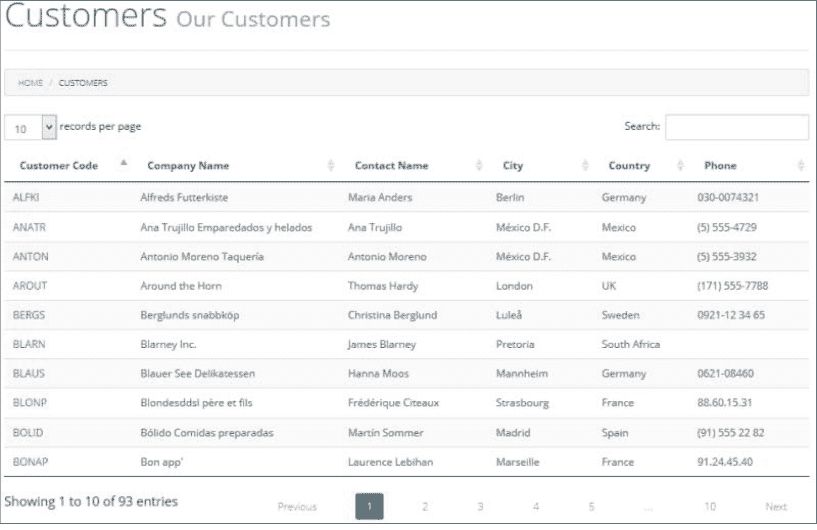 Customers Our Customers
HOME / CUSTOMERS
10 records per page Search:
Customer Code Company Name Contact Name City Country Phone
ALFKI Alfreds Futterkiste Maria Anders Berlin Germany 030-0074321
ANATR Ana Trujillo Emparedados y helados Ana Trujillo México D.F. Mexico (5) 555-4729
ANTON Antonio Moreno Taquería Antonio Moreno México D.F. Mexico (5) 555-3932
AROUT Around the Horn Thomas Hardy London UK (171) 555-7788
BERGS Berglunds snabbköp Christina Berglund Luleå Sweden 0921-12 34 65
BLARN Blarney Inc. James Blarney Pretoria South Africa
BLAUS Blauer See Delikatessen Hanna Moos Mannheim Germany 0621-08460
BLONP Blondesddsl père et fils Frédérique Citeaux Strasbourg France 88.60.15.31
BOLID Bólido Comidas preparadas Martín Sommer Madrid Spain (91) 555 22 82
BONAP Bon app' Laurence Lebihan Marseille France 91.24.45.40
Showing 1 to 10 of 93 entries Previous 1 2 3 4 5 ... 10 Next